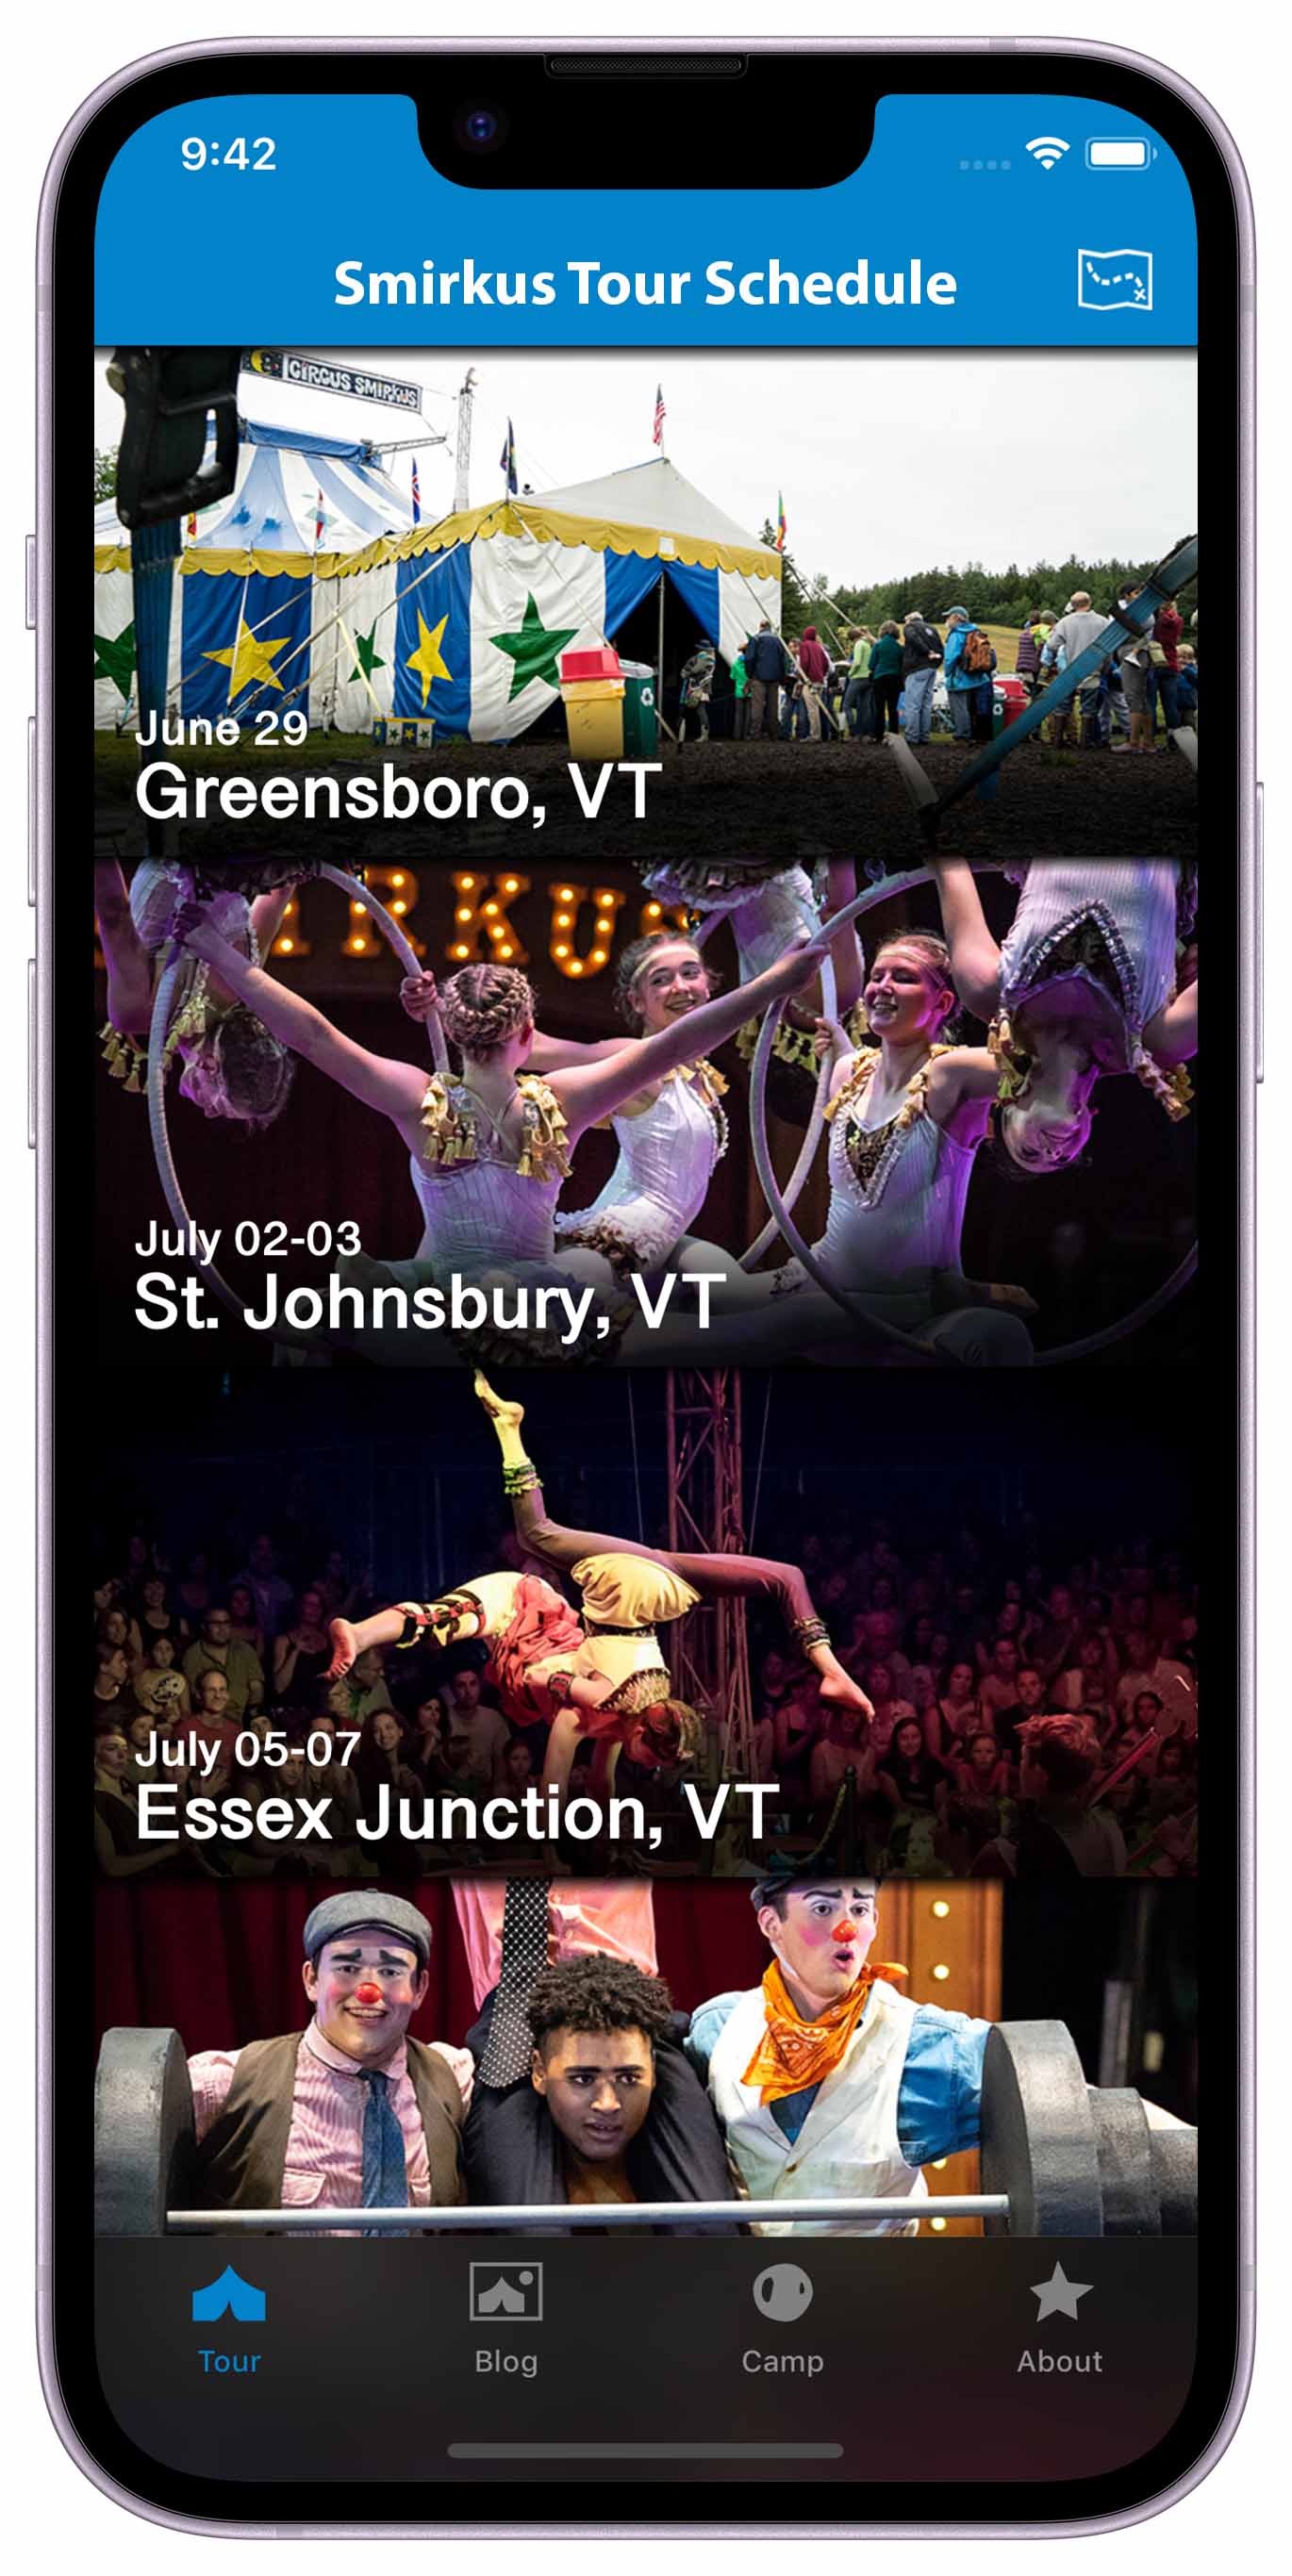 9:42
Smirkus Tour Schedule
CIRCUS SMIRKUS
June 29
Greensboro, VT
IRKUS
July 02-03
St. Johnsbury, VT
July 05-07
Essex Junction, VT
Tour
Blog
Camp
About